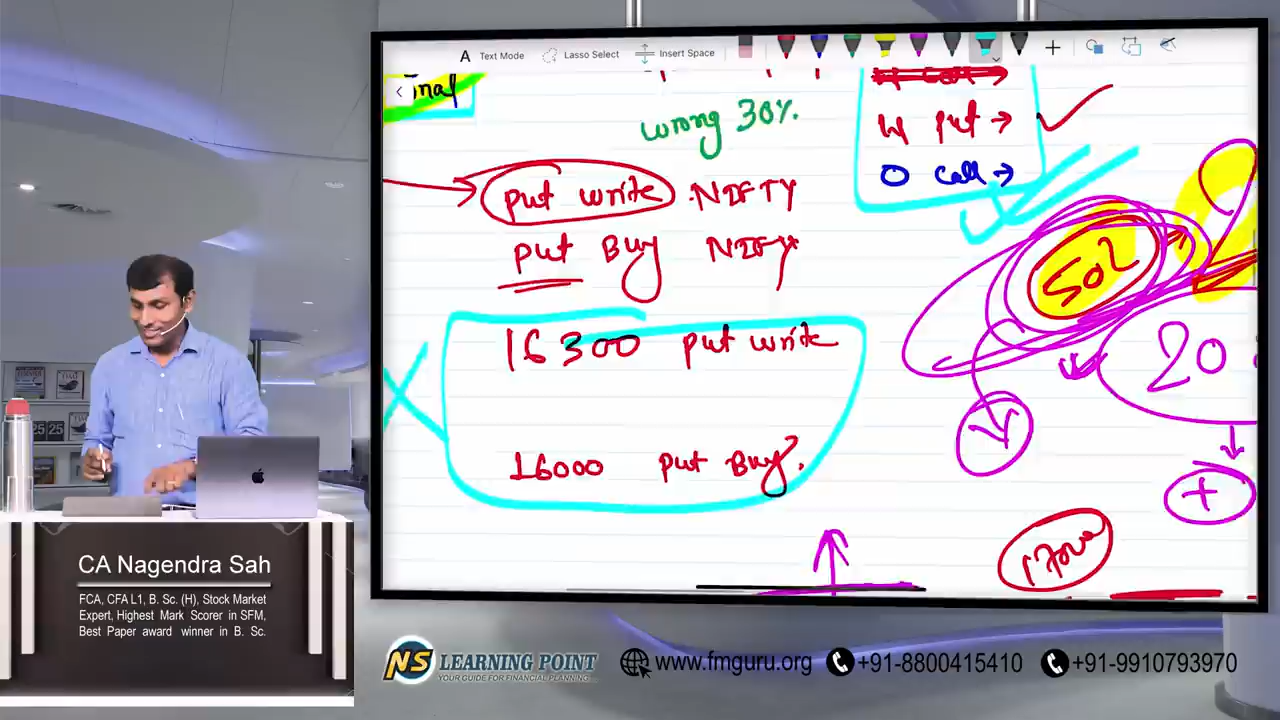 Text Mode
Lasso Select
Insert Space
inal
wrong 30%.
put →
O call →
put write NIFTY
put Buy NIFTY
50%
16300 put write
20
16000 put Buy.
+
CA Nagendra Sah
FCA, CFA L1, B. Sc. (H), Stock Market
Expert, Highest Mark Scorer in SFM,
Best Paper award winner in B. Sc.
NS LEARNING POINT
YOUR GUIDE FOR FINANCIAL PLANNING...
www.fmguru.org
+91-8800415410
+91-9910793970